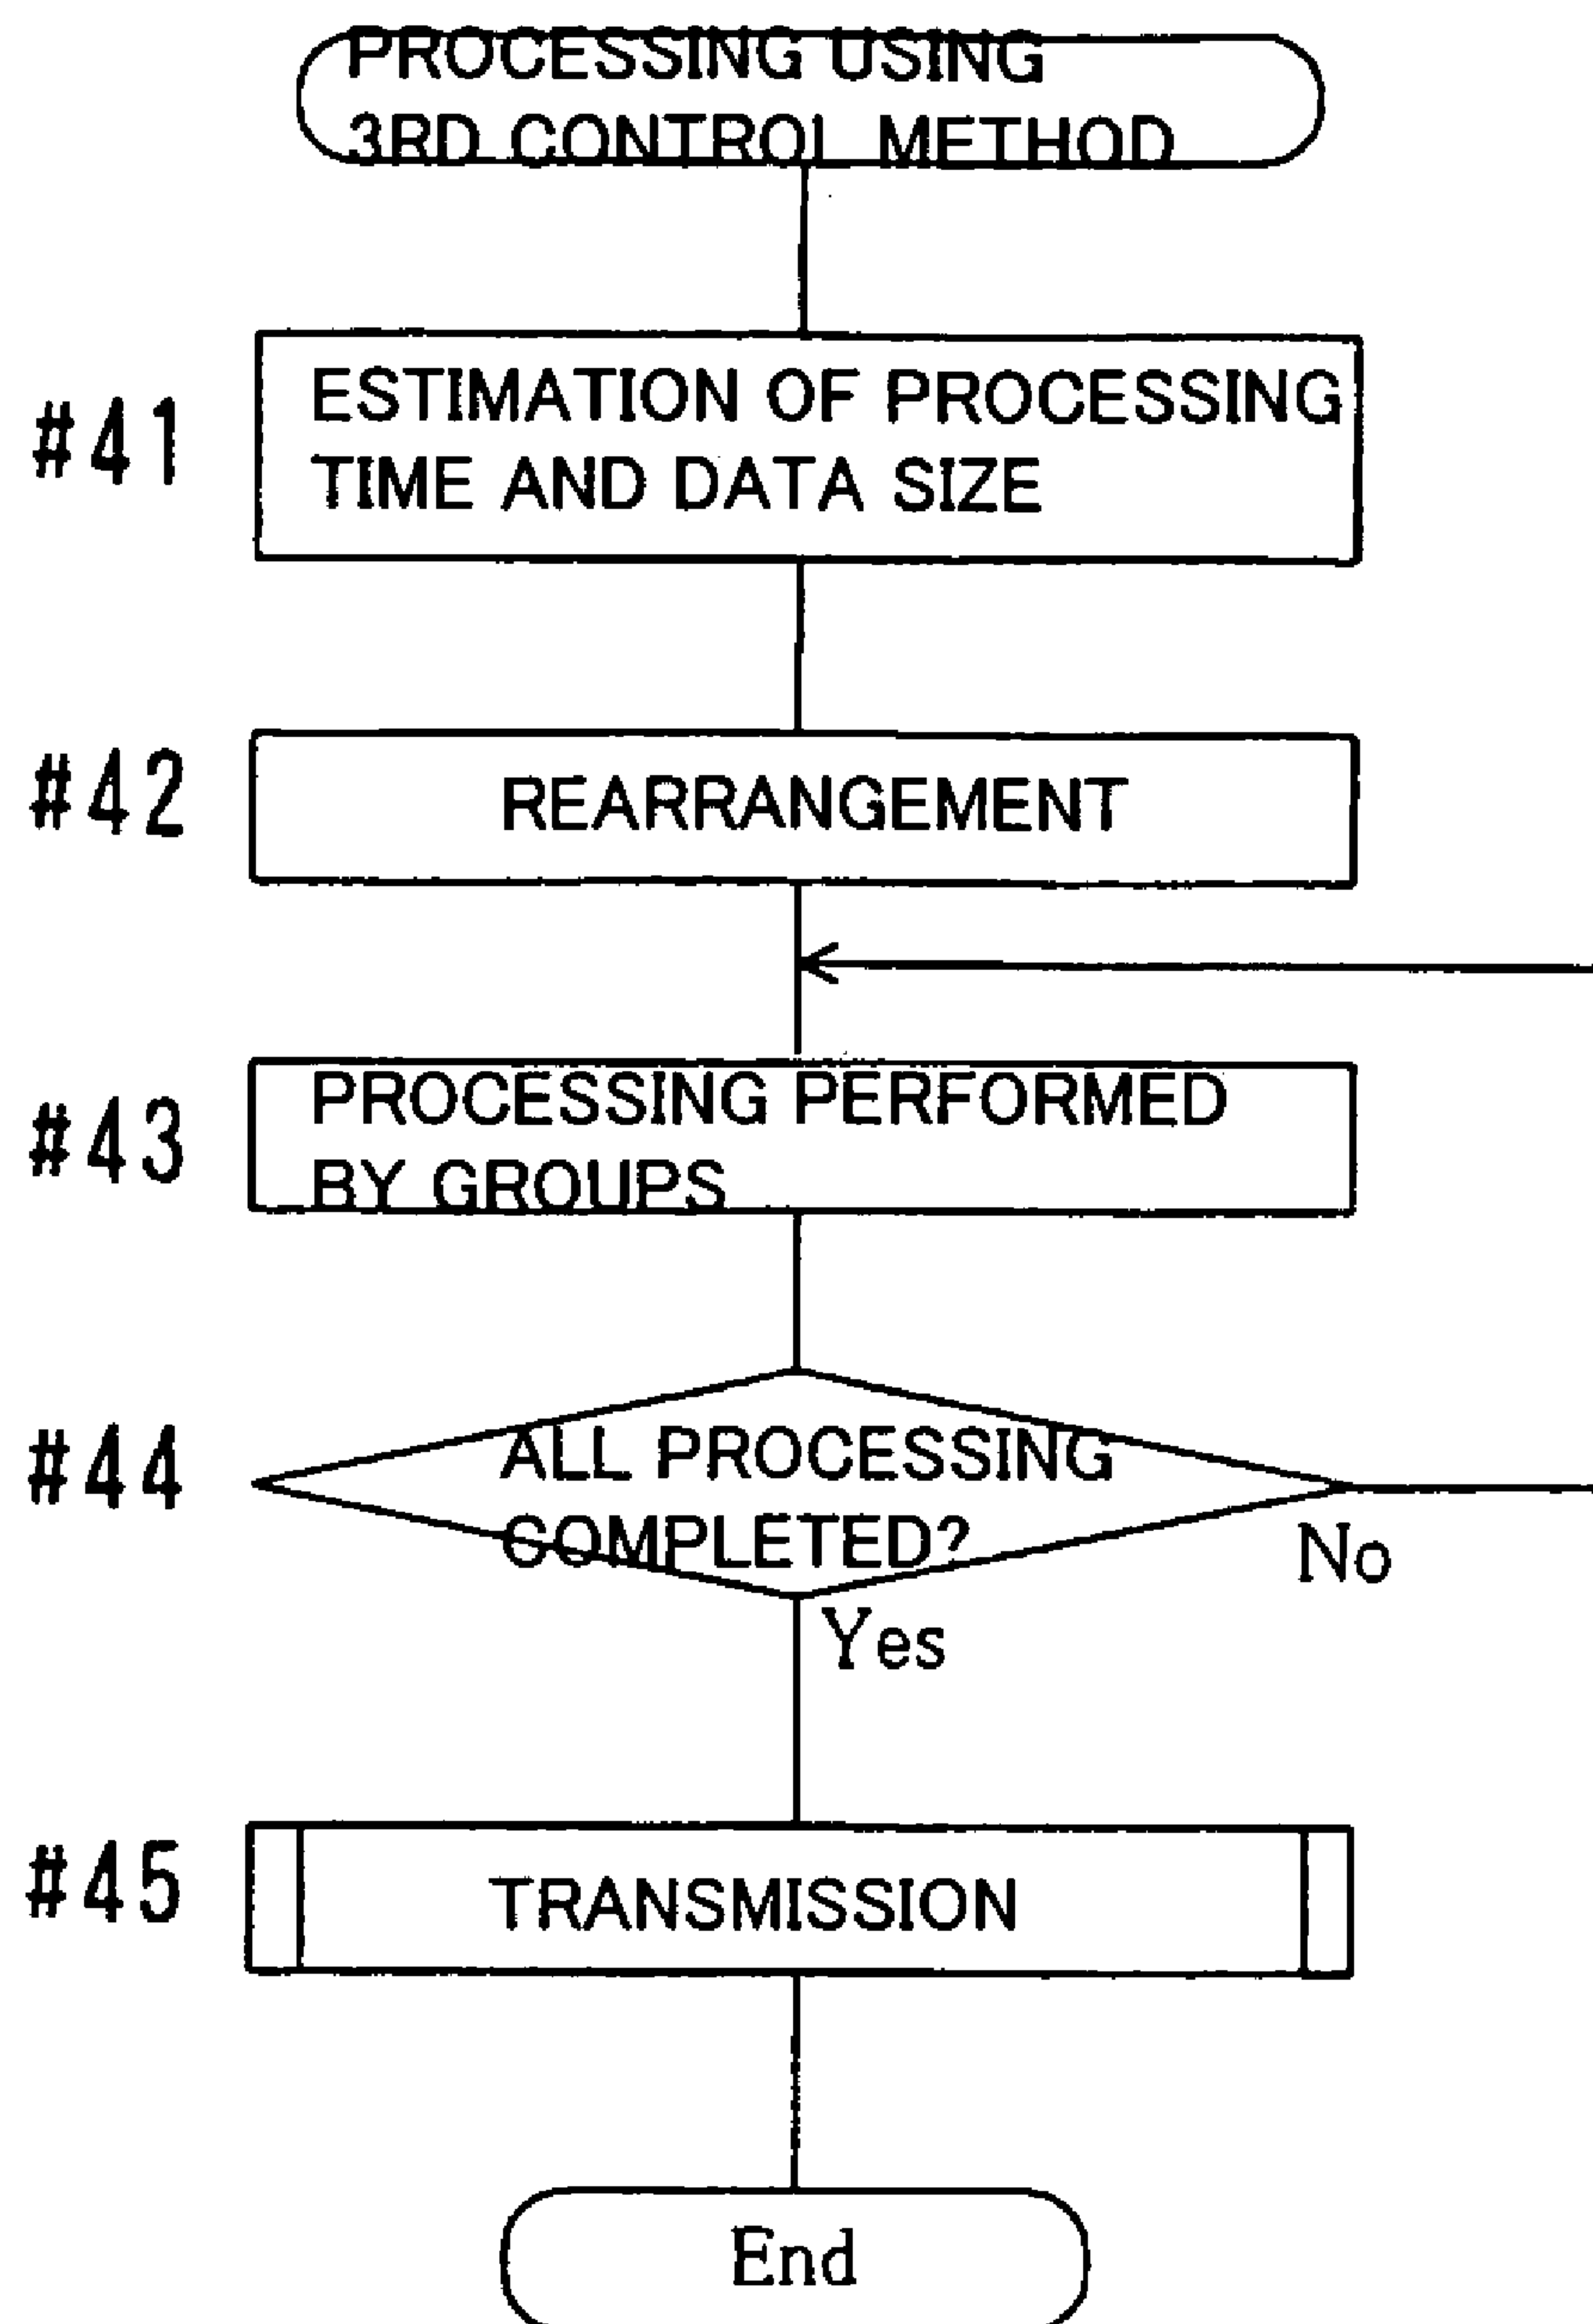 PROCESSING USING
3RD CONTROL METHOD
#41
ESTIMATION OF PROCESSING
TIME AND DATA SIZE
#42
REARRANGEMENT
#43
PROCESSING PERFORMED
BY GROUPS
#44
ALL PROCESSING
COMPLETED?
No
Yes
#45
TRANSMISSION
End